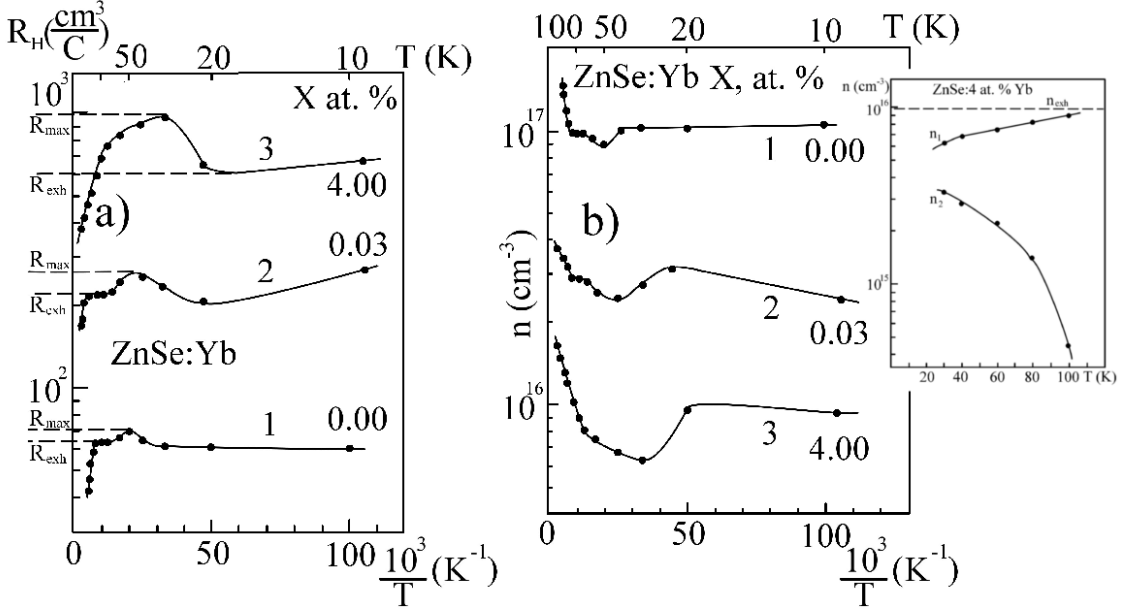 R_H (cm³/C)
50 20 10 T (K)
10³
X at. %
R_max
3
R_exh
4.00
a)
0.03
R_max
2
R_exh
ZnSe:Yb
10²
0.00
R_max
1
R_exh
0 50 100 10³/T (K⁻¹)
100 50 20 10 T (K)
ZnSe:Yb X, at. %
10¹⁷
1 0.00
b)
n (cm⁻³)
2
0.03
10¹⁶
3
4.00
0 50 100 10³/T (K⁻¹)
n (cm⁻³) ZnSe:4 at. % Yb
10¹⁶ n_exh
n₁
n₂
10¹⁵
20 40 60 80 100 T (K)